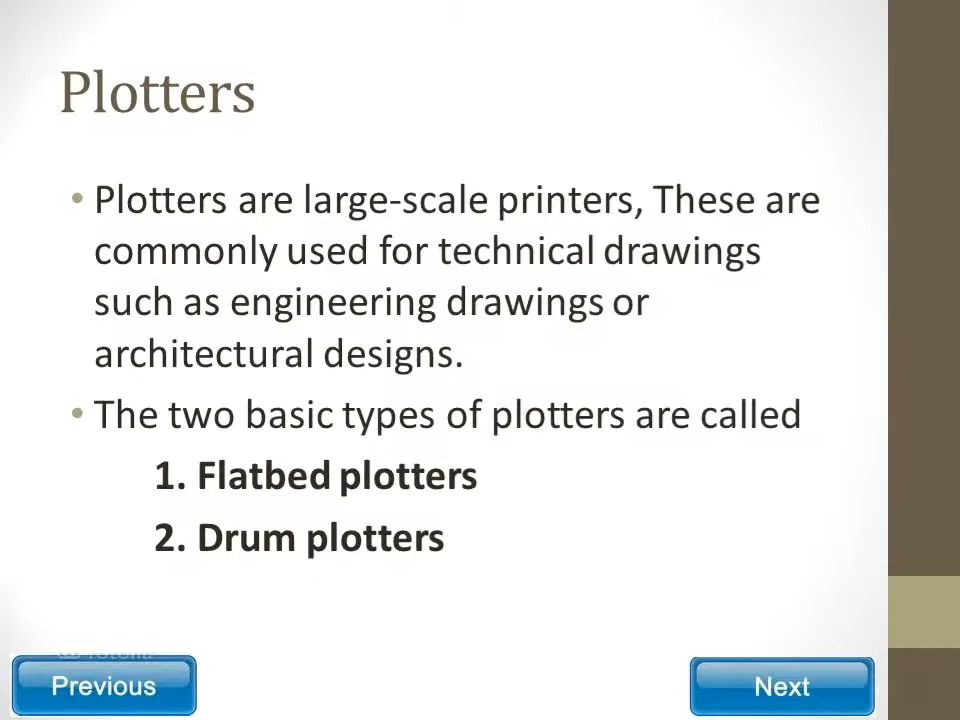 Plotters
• Plotters are large-scale printers, These are
commonly used for technical drawings
such as engineering drawings or
architectural designs.
• The two basic types of plotters are called
1. Flatbed plotters
2. Drum plotters
Previous
Next